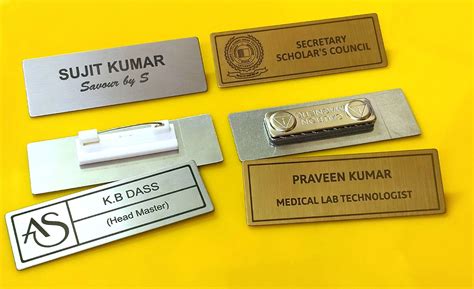 SUJIT KUMAR
Savour by S
SECRETARY
SCHOLAR'S COUNCIL
AS
K.B DASS
(Head Master)
PRAVEEN KUMAR
MEDICAL LAB TECHNOLOGIST